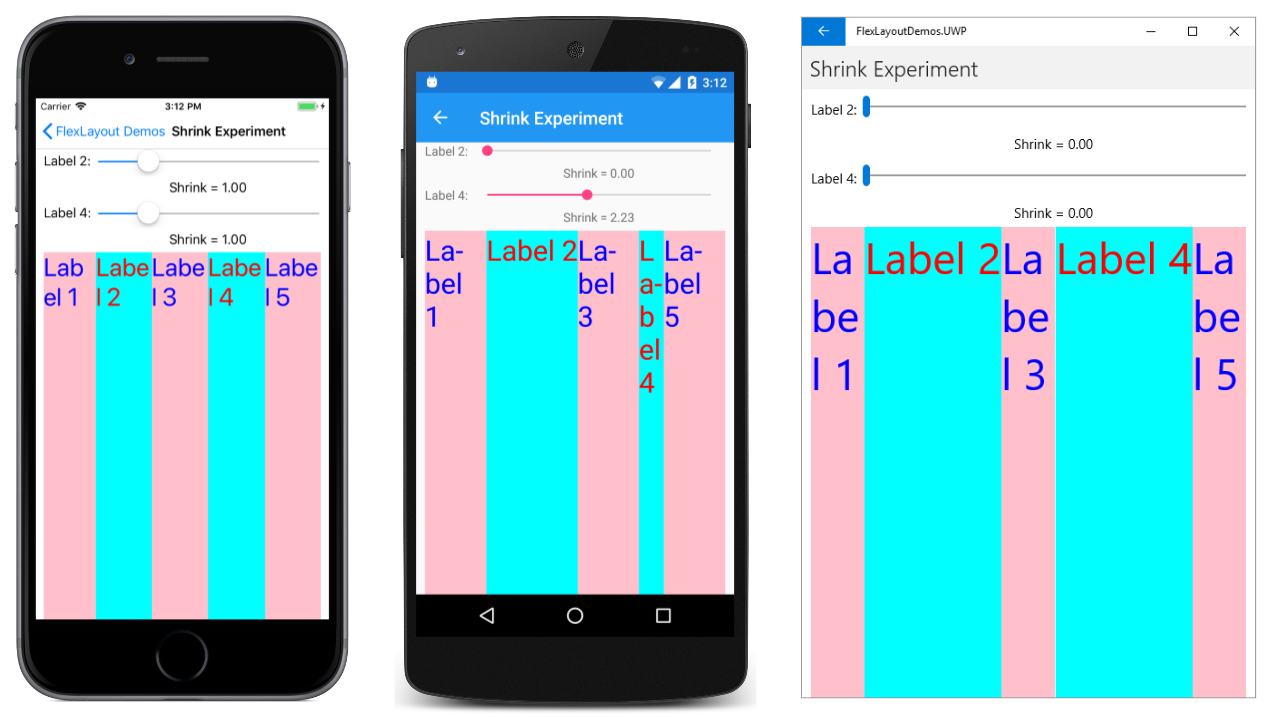 Carrier 3:12 PM
FlexLayout Demos Shrink Experiment
Label 2:
Shrink = 1.00
Label 4:
Shrink = 1.00
Lab
el 1
Labe
l 2
Labe
l 3
Labe
l 4
Labe
l 5
3:12
Shrink Experiment
Label 2:
Shrink = 0.00
Label 4:
Shrink = 2.23
La-
bel
1
Label 2
La-
bel
3
L
a-
b
el
4
La-
bel
5
FlexLayoutDemos.UWP
Shrink Experiment
Label 2:
Shrink = 0.00
Label 4:
Shrink = 0.00
La
be
l 1
Label 2
La
be
l 3
Label 4
La
be
l 5